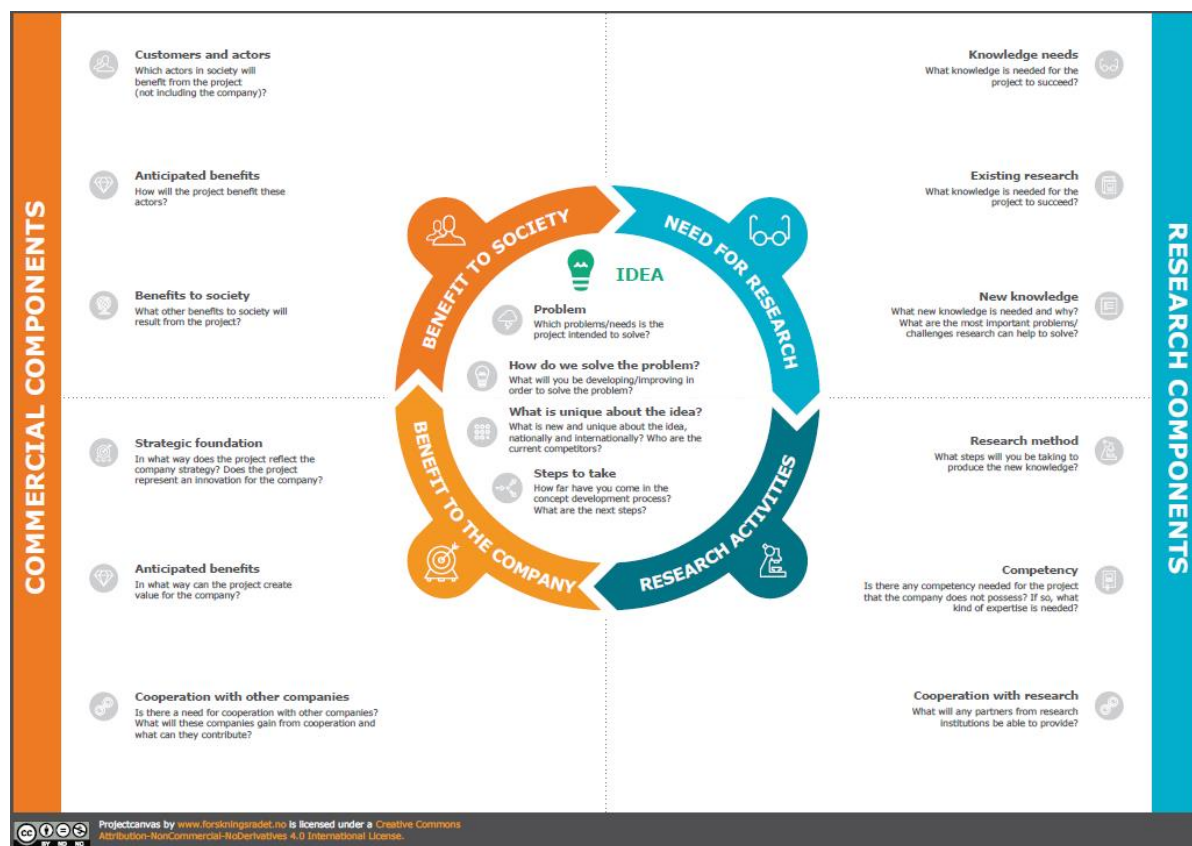 COMMERCIAL COMPONENTS
Customers and actors
Which actors in society will
benefit from the project
(not including the company)?
Anticipated benefits
How will the project benefit these
actors?
Benefits to society
What other benefits to society will
result from the project?
Strategic foundation
In what way does the project reflect the
company strategy? Does the project
represent an innovation for the company?
Anticipated benefits
In what way can the project create
value for the company?
Cooperation with other companies
Is there a need for cooperation with other companies?
What will these companies gain from cooperation and
what can they contribute?
BENEFIT TO SOCIETY
NEED FOR RESEARCH
RESEARCH ACTIVITIES
BENEFIT TO THE COMPANY
IDEA
Problem
Which problems/needs is the
project intended to solve?
How do we solve the problem?
What will you be developing/improving in
order to solve the problem?
What is unique about the idea?
What is new and unique about the idea,
nationally and internationally? Who are the
current competitors?
Steps to take
How far have you come in the
concept development process?
What are the next steps?
Knowledge needs
What knowledge is needed for the
project to succeed?
Existing research
What knowledge is needed for the
project to succeed?
New knowledge
What new knowledge is needed and why?
What are the most important problems/
challenges research can help to solve?
Research method
What steps will you be taking to
produce the new knowledge?
Competency
Is there any competency needed for the project
that the company does not possess? If so, what
kind of expertise is needed?
Cooperation with research
What will any partners from research
institutions be able to provide?
RESEARCH COMPONENTS
cc
BY NC ND
Projectcanvas by www.forskningsradet.no is licensed under a Creative Commons
Attribution-NonCommercial-NoDerivatives 4.0 International License.